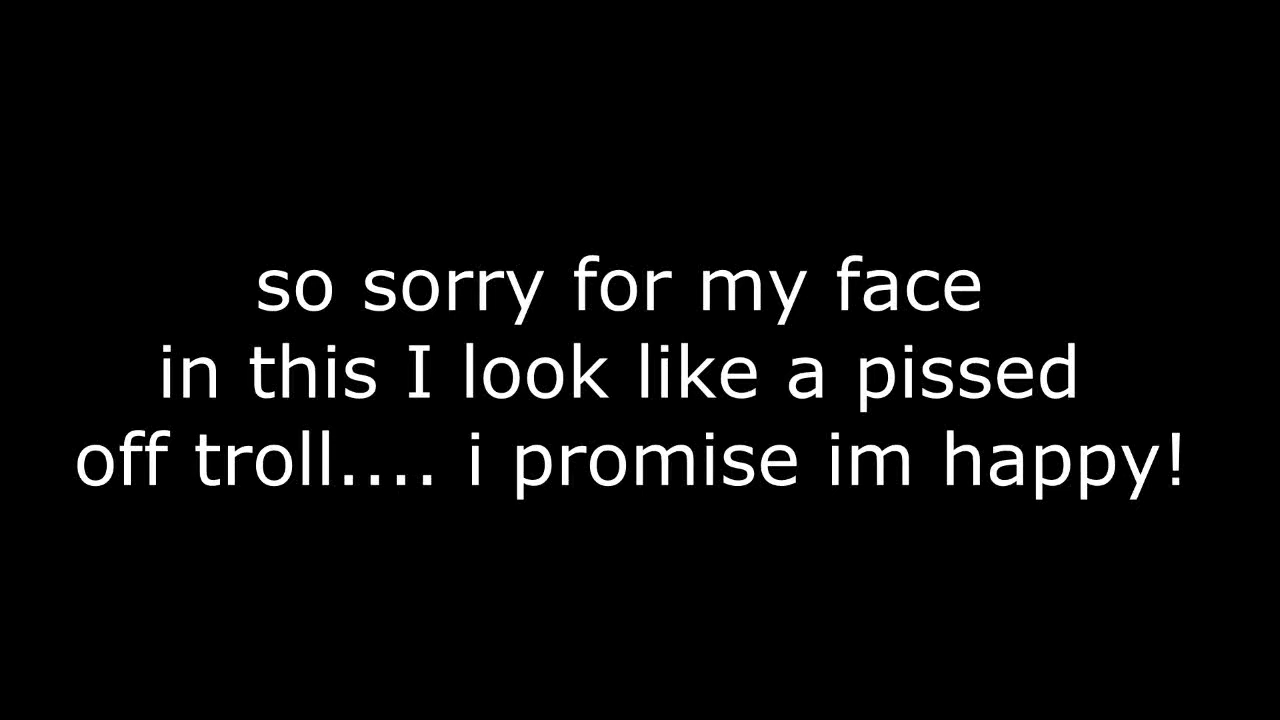 so sorry for my face
in this I look like a pissed
off troll.... i promise im happy!